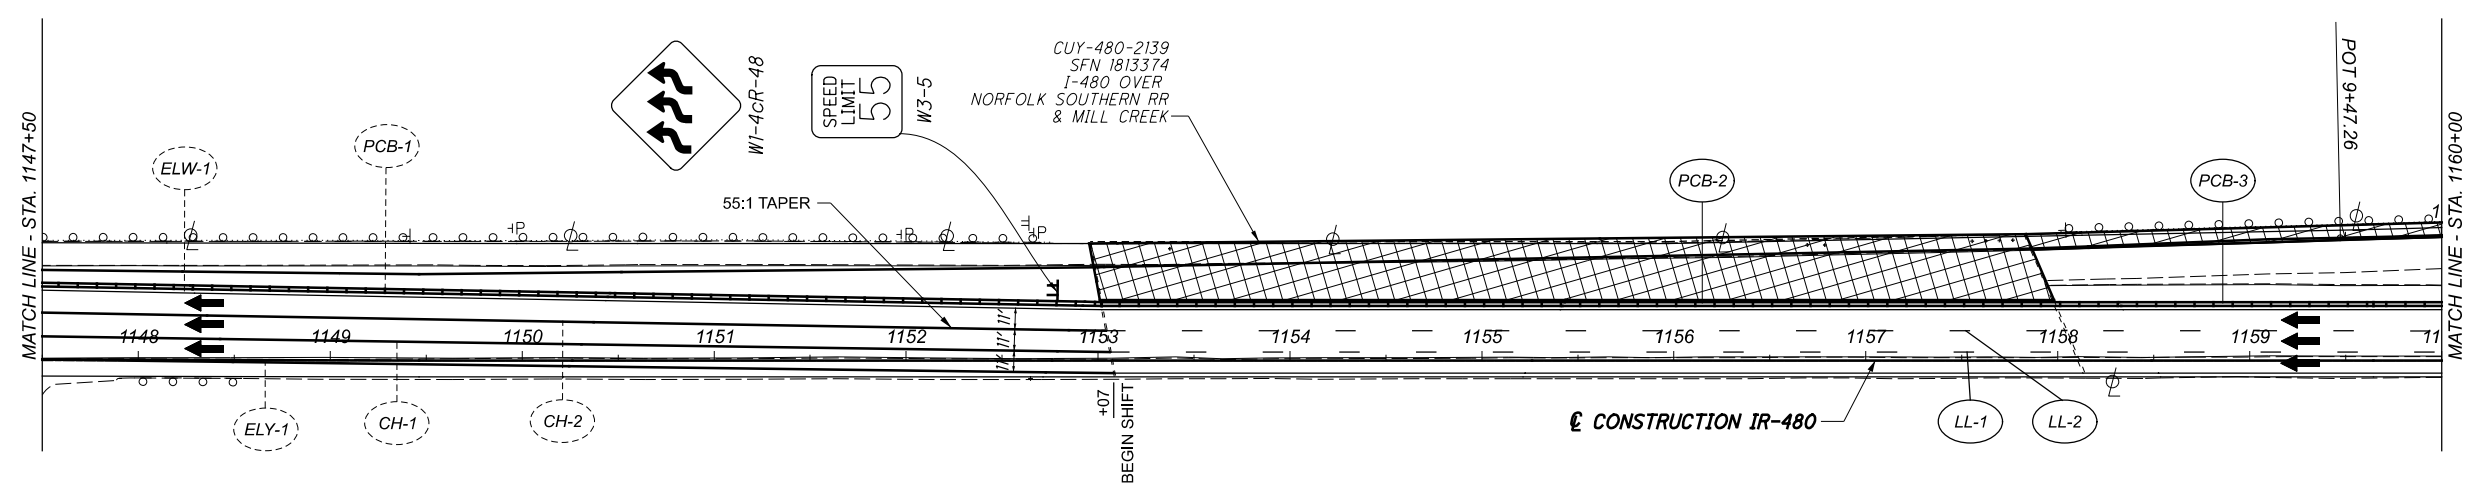 MATCH LINE - STA. 1147+50
ELW-1
PCB-1
W1-4cR-48
SPEED
LIMIT
55
W3-5
CUY-480-2139
SFN 1813374
I-480 OVER
NORFOLK SOUTHERN RR
& MILL CREEK
55:1 TAPER
PCB-2
PCB-3
POT 9+47.26
MATCH LINE - STA. 1160+00
P
P
P
1
11' 11' 11'
1148
1149
1150
1151
1152
1153
1154
1155
1156
1157
1158
1159
11
ELY-1
CH-1
CH-2
+07
BEGIN SHIFT
℄ CONSTRUCTION IR-480
LL-1
LL-2